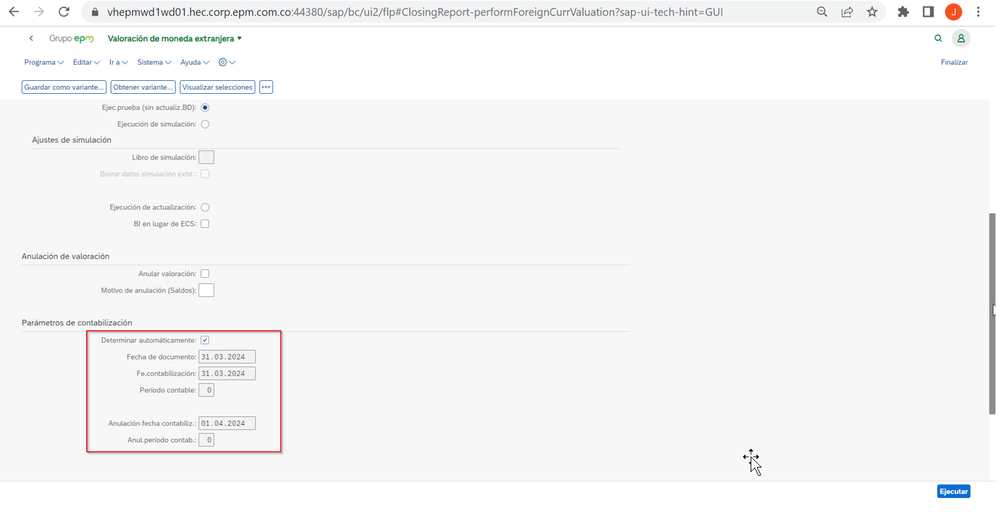 vhepmwd1wd01.hec.corp.epm.com.co:44380/sap/bc/ui2/flp#ClosingReport-performForeignCurrValuation?sap-ui-tech-hint=GUI
J
Grupo·epm Valoración de moneda extranjera
Programa Editar Ir a Sistema Ayuda Finalizar
Guardar como variante... Obtener variante... Visualizar selecciones
Ejec.prueba (sin actualiz.BD):
Ejecución de simulación:
Ajustes de simulación
Libro de simulación:
Borrar datos simulación exist.:
Ejecución de actualización:
BI en lugar de ECS:
Anulación de valoración
Anular valoración:
Motivo de anulación (Saldos):
Parámetros de contabilización
Determinar automáticamente:
Fecha de documento: 31.03.2024
Fe.contabilización: 31.03.2024
Período contable: 0
Anulación fecha contabiliz.: 01.04.2024
Anul.período contab.: 0
Ejecutar